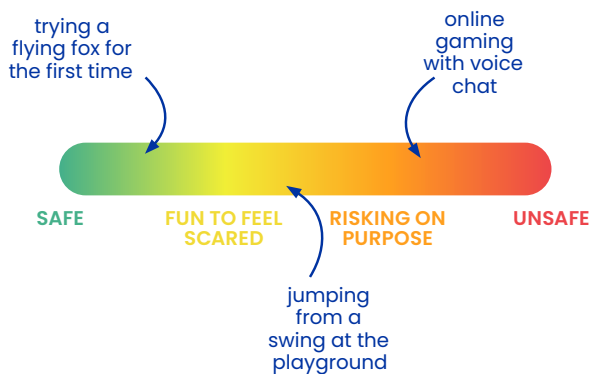 trying a
flying fox for
the first time
online
gaming
with voice
chat
SAFE
FUN TO FEEL
SCARED
RISKING ON
PURPOSE
UNSAFE
jumping
from a
swing at the
playground